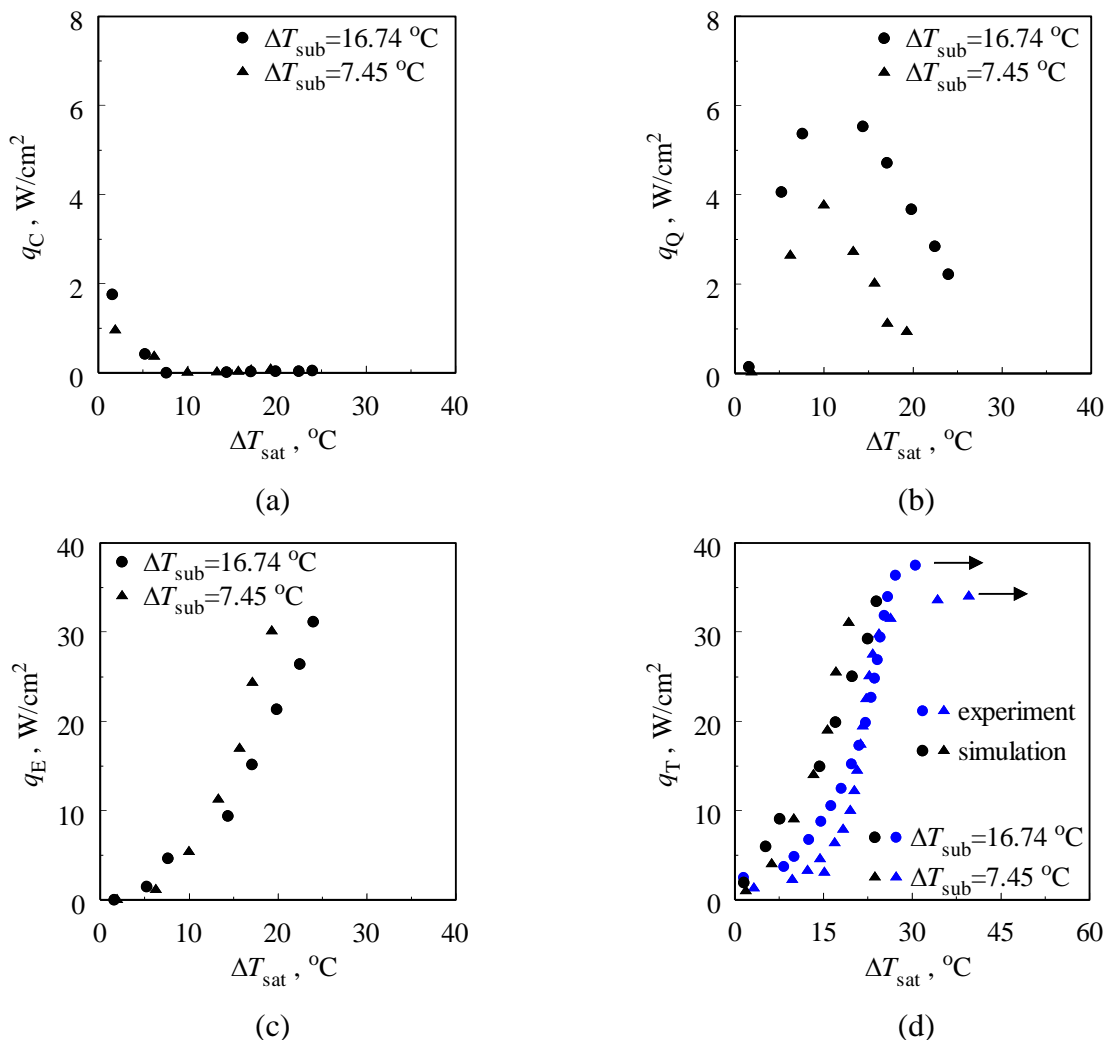 8
6
4
2
0
q_C , W/cm²
ΔT_sub=16.74 °C
ΔT_sub=7.45 °C
0 10 20 30 40
ΔT_sat , °C
(a)
8
6
4
2
0
q_Q , W/cm²
ΔT_sub=16.74 °C
ΔT_sub=7.45 °C
0 10 20 30 40
ΔT_sat , °C
(b)
40
30
20
10
0
q_E , W/cm²
ΔT_sub=16.74 °C
ΔT_sub=7.45 °C
0 10 20 30 40
ΔT_sat , °C
(c)
40
30
20
10
0
q_T , W/cm²
experiment
simulation
ΔT_sub=16.74 °C
ΔT_sub=7.45 °C
0 15 30 45 60
ΔT_sat , °C
(d)